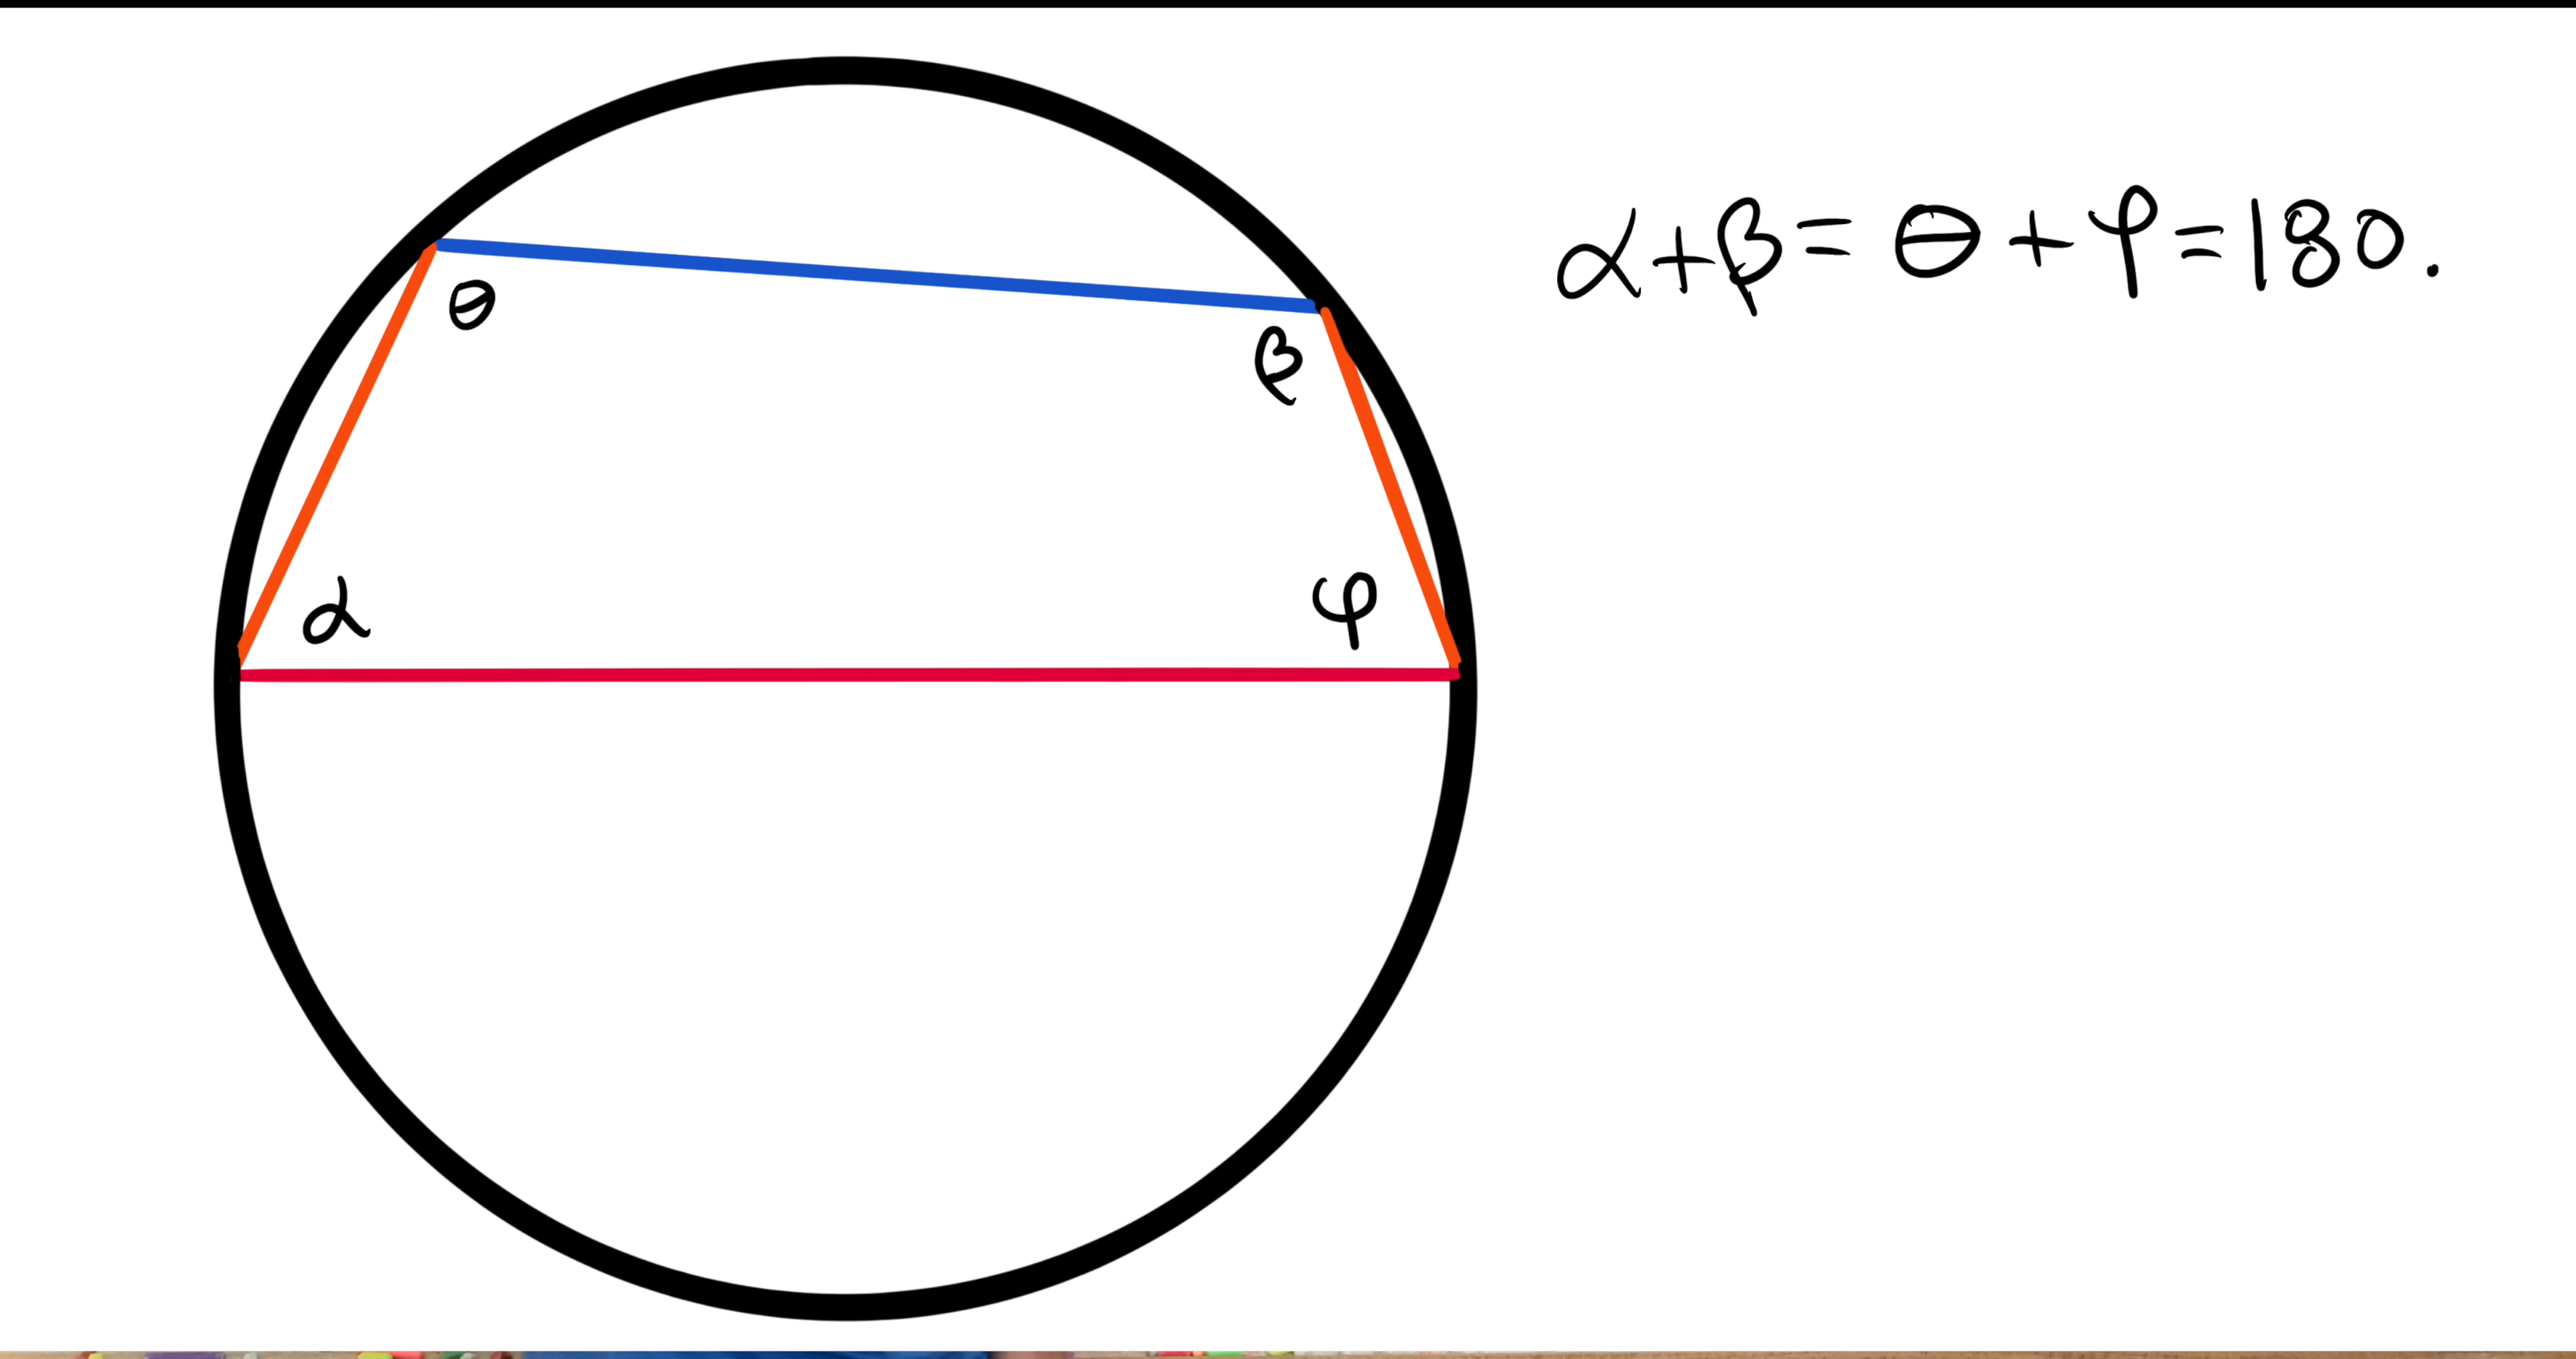 α+β=θ+φ=180.
θ
β
α
φ